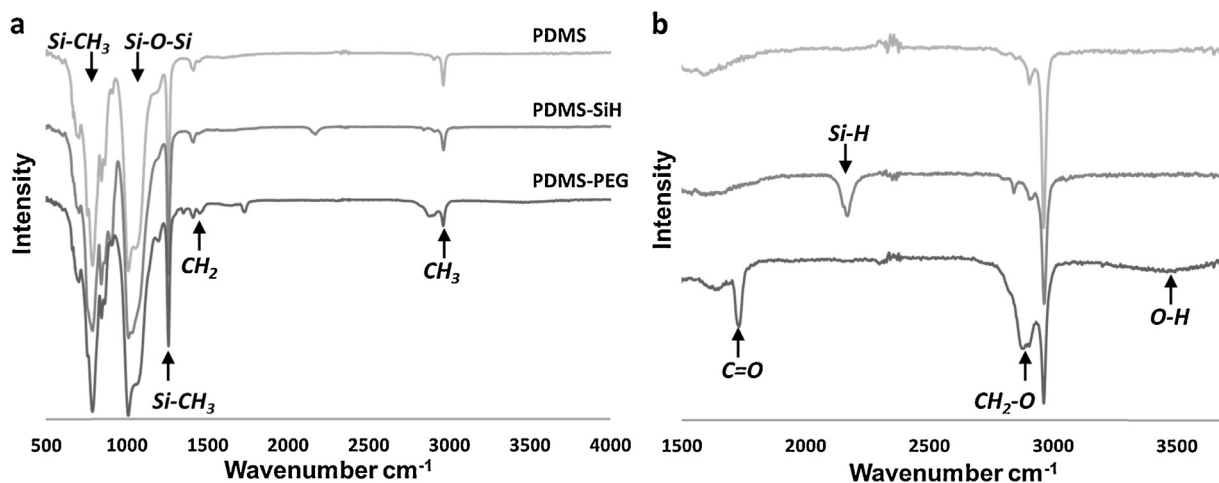 a
Si-CH3 Si-O-Si
PDMS
PDMS-SiH
PDMS-PEG
CH2
CH3
Si-CH3
Intensity
500 1000 1500 2000 2500 3000 3500 4000
Wavenumber cm-1
b
Si-H
O-H
C=O
CH2-O
Intensity
1500 2000 2500 3000 3500
Wavenumber cm-1